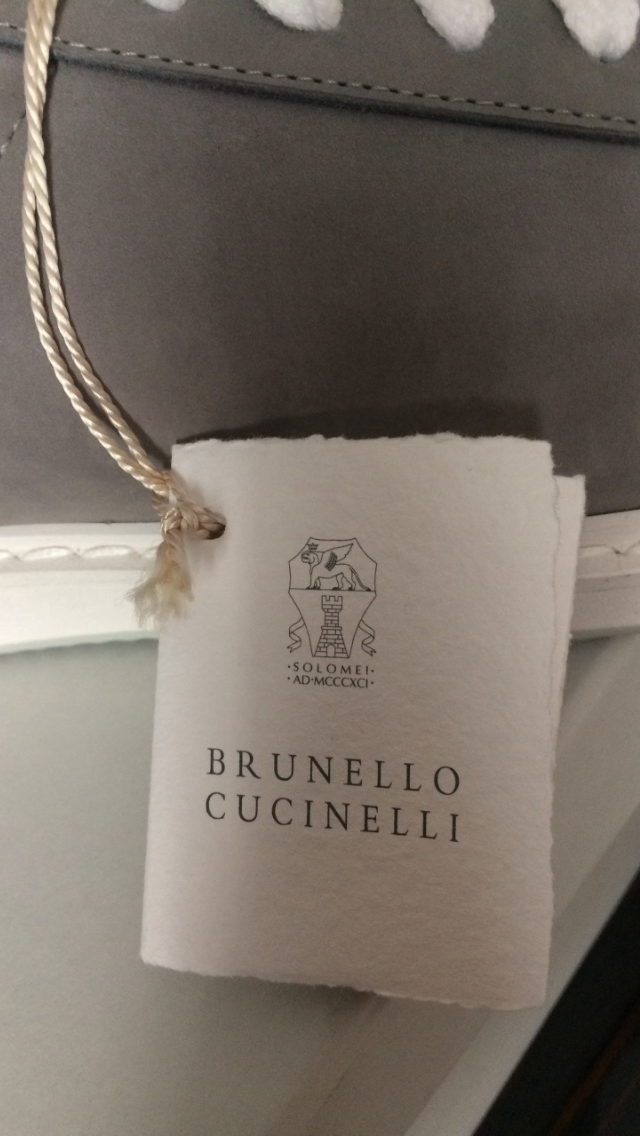 ·SOLOMEI·
·AD·MCCCXCI·
BRUNELLO
CUCINELLI